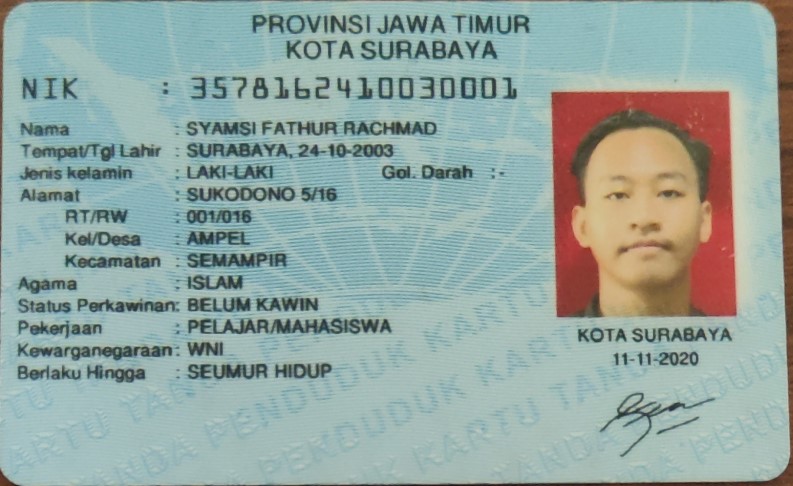 PROVINSI JAWA TIMUR
KOTA SURABAYA
NIK : 3578162410030001
Nama : SYAMSI FATHUR RACHMAD
Tempat/Tgl Lahir : SURABAYA, 24-10-2003
Jenis kelamin : LAKI-LAKI Gol. Darah : -
Alamat : SUKODONO 5/16
RT/RW : 001/016
Kel/Desa : AMPEL
Kecamatan : SEMAMPIR
Agama : ISLAM
Status Perkawinan: BELUM KAWIN
Pekerjaan : PELAJAR/MAHASISWA
Kewarganegaraan: WNI
Berlaku Hingga : SEUMUR HIDUP
KOTA SURABAYA
11-11-2020